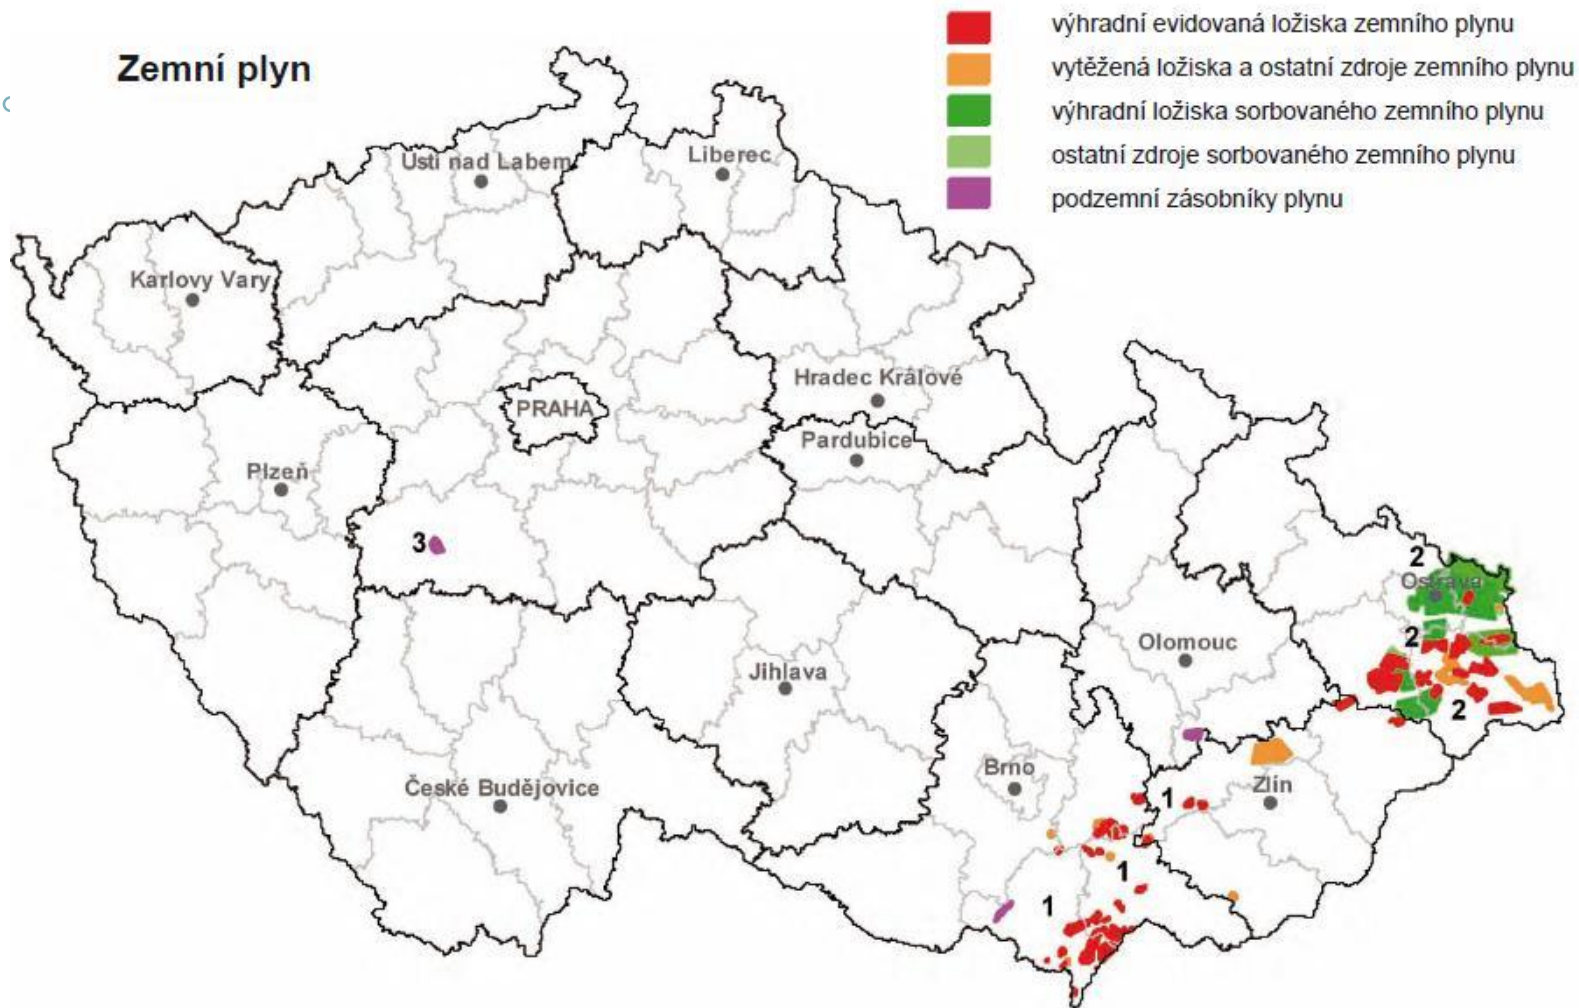 Zemní plyn
výhradní evidovaná ložiska zemního plynu
vytěžená ložiska a ostatní zdroje zemního plynu
výhradní ložiska sorbovaného zemního plynu
ostatní zdroje sorbovaného zemního plynu
podzemní zásobníky plynu
Ústí nad Labem
Liberec
Karlovy Vary
Hradec Králové
PRAHA
Pardubice
Plzeň
3
2
Ostrava
2
Olomouc
Jihlava
2
Brno
Zlín
České Budějovice
1
1
1